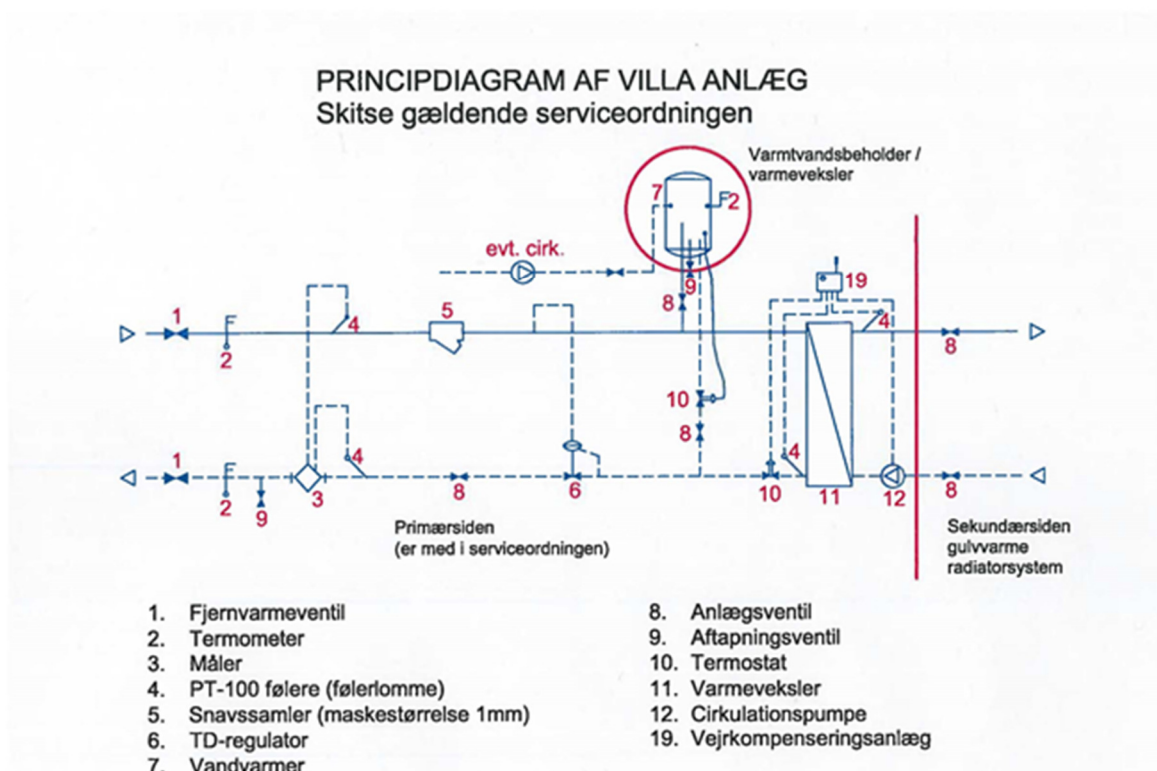 PRINCIPDIAGRAM AF VILLA ANLÆG
Skitse gældende serviceordningen
Varmtvandsbeholder /
varmeveksler
7
2
evt. cirk.
9
19
8
1
2
4
5
4
8
10
8
4
1
2
9
3
4
8
6
10
11
12
8
Primærsiden
(er med i serviceordningen)
Sekundærsiden
gulvvarme
radiatorsystem
1. Fjernvarmeventil
2. Termometer
3. Måler
4. PT-100 følere (følerlomme)
5. Snavssamler (maskestørrelse 1mm)
6. TD-regulator
7. Vandvarmer
8. Anlægsventil
9. Aftapningsventil
10. Termostat
11. Varmeveksler
12. Cirkulationspumpe
19. Vejrkompenseringsanlæg